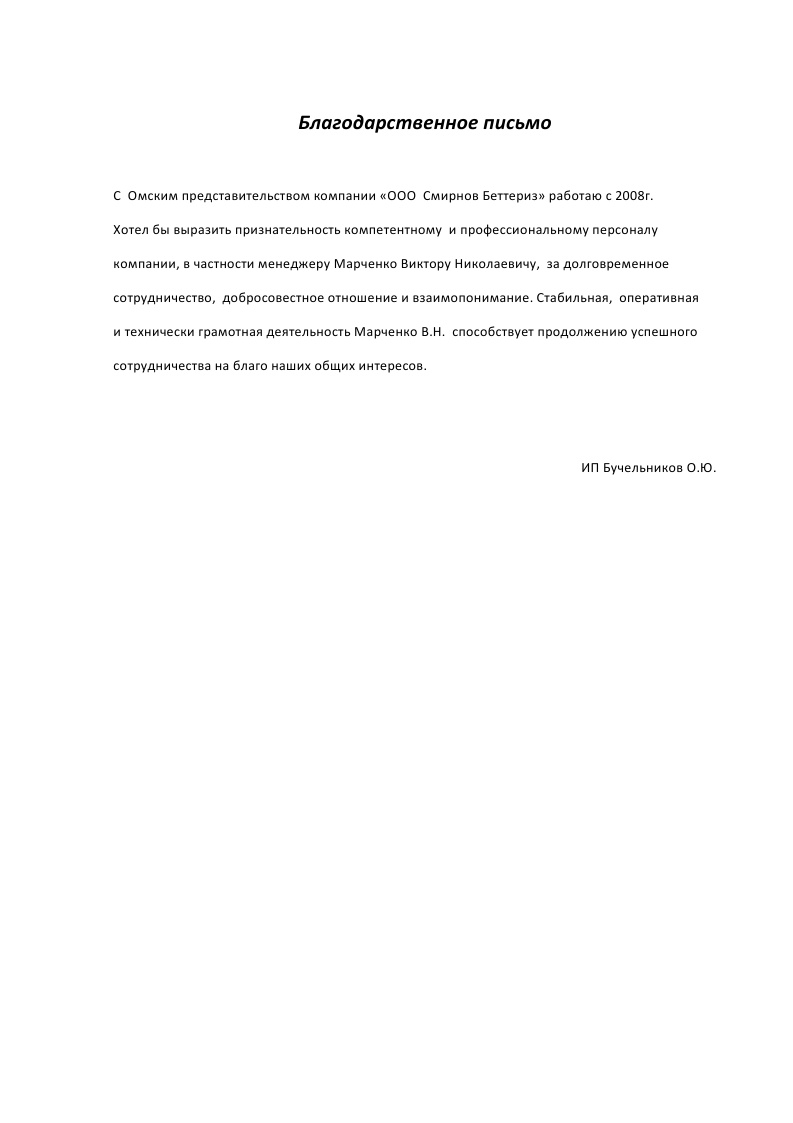 Благодарственное письмо
С Омским представительством компании «ООО Смирнов Беттериз» работаю с 2008г.
Хотел бы выразить признательность компетентному и профессиональному персоналу
компании, в частности менеджеру Марченко Виктору Николаевичу, за долговременное
сотрудничество, добросовестное отношение и взаимопонимание. Стабильная, оперативная
и технически грамотная деятельность Марченко В.Н. способствует продолжению успешного
сотрудничества на благо наших общих интересов.
ИП Бучельников О.Ю.